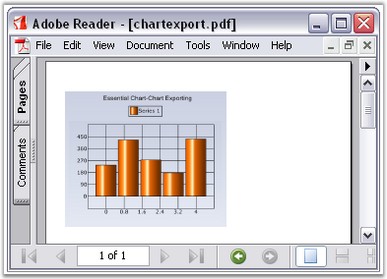 Adobe Reader - [chartexport.pdf]
File Edit View Document Tools Window Help
Pages
Comments
Essential Chart-Chart Exporting
Series 1
450
360
270
180
90
0
0 0.8 1.6 2.4 3.2 4
1 of 1